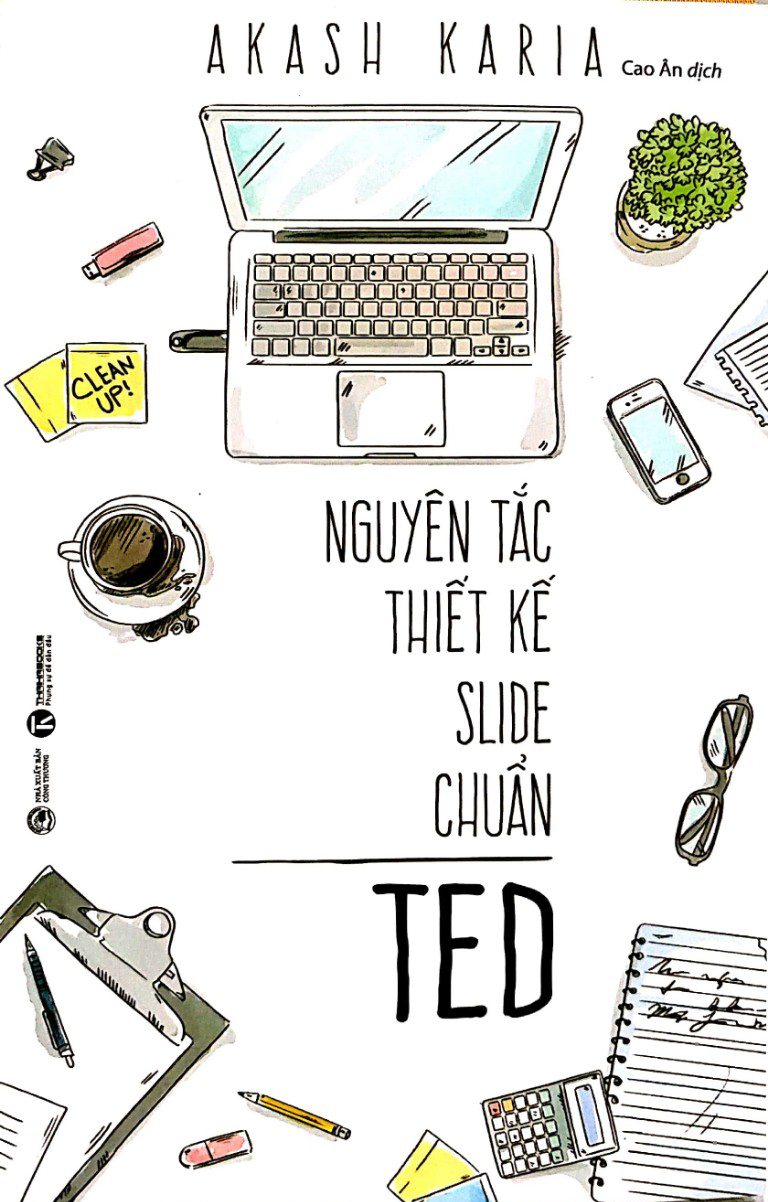 AKASH KARIA
Cao Ân dịch
CLEAN
UP!
NGUYÊN TẮC
THIẾT KẾ
SLIDE
CHUẨN
TED
THAIHABOOKS
Phụng sự để dẫn đầu
NHÀ XUẤT BẢN
CÔNG THƯƠNG